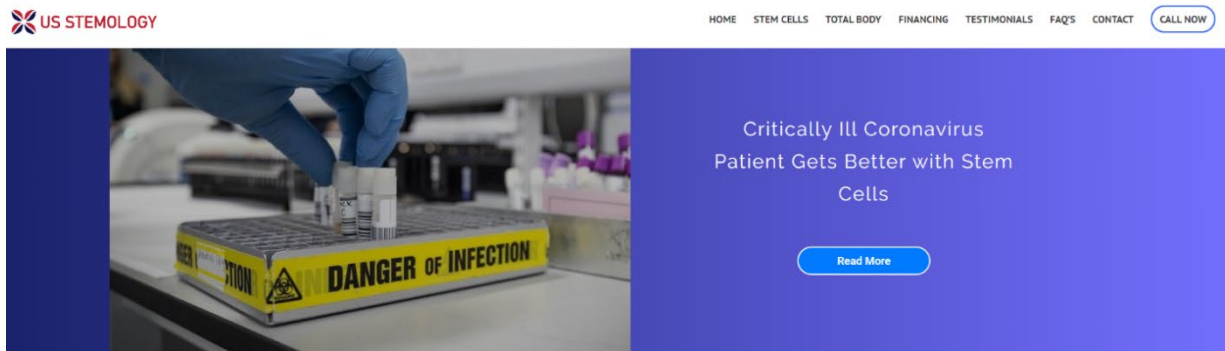 US STEMOLOGY
HOME STEM CELLS TOTAL BODY FINANCING TESTIMONIALS FAQ'S CONTACT CALL NOW
Critically Ill Coronavirus
Patient Gets Better with Stem
Cells
Read More
DANGER OF INFECTION